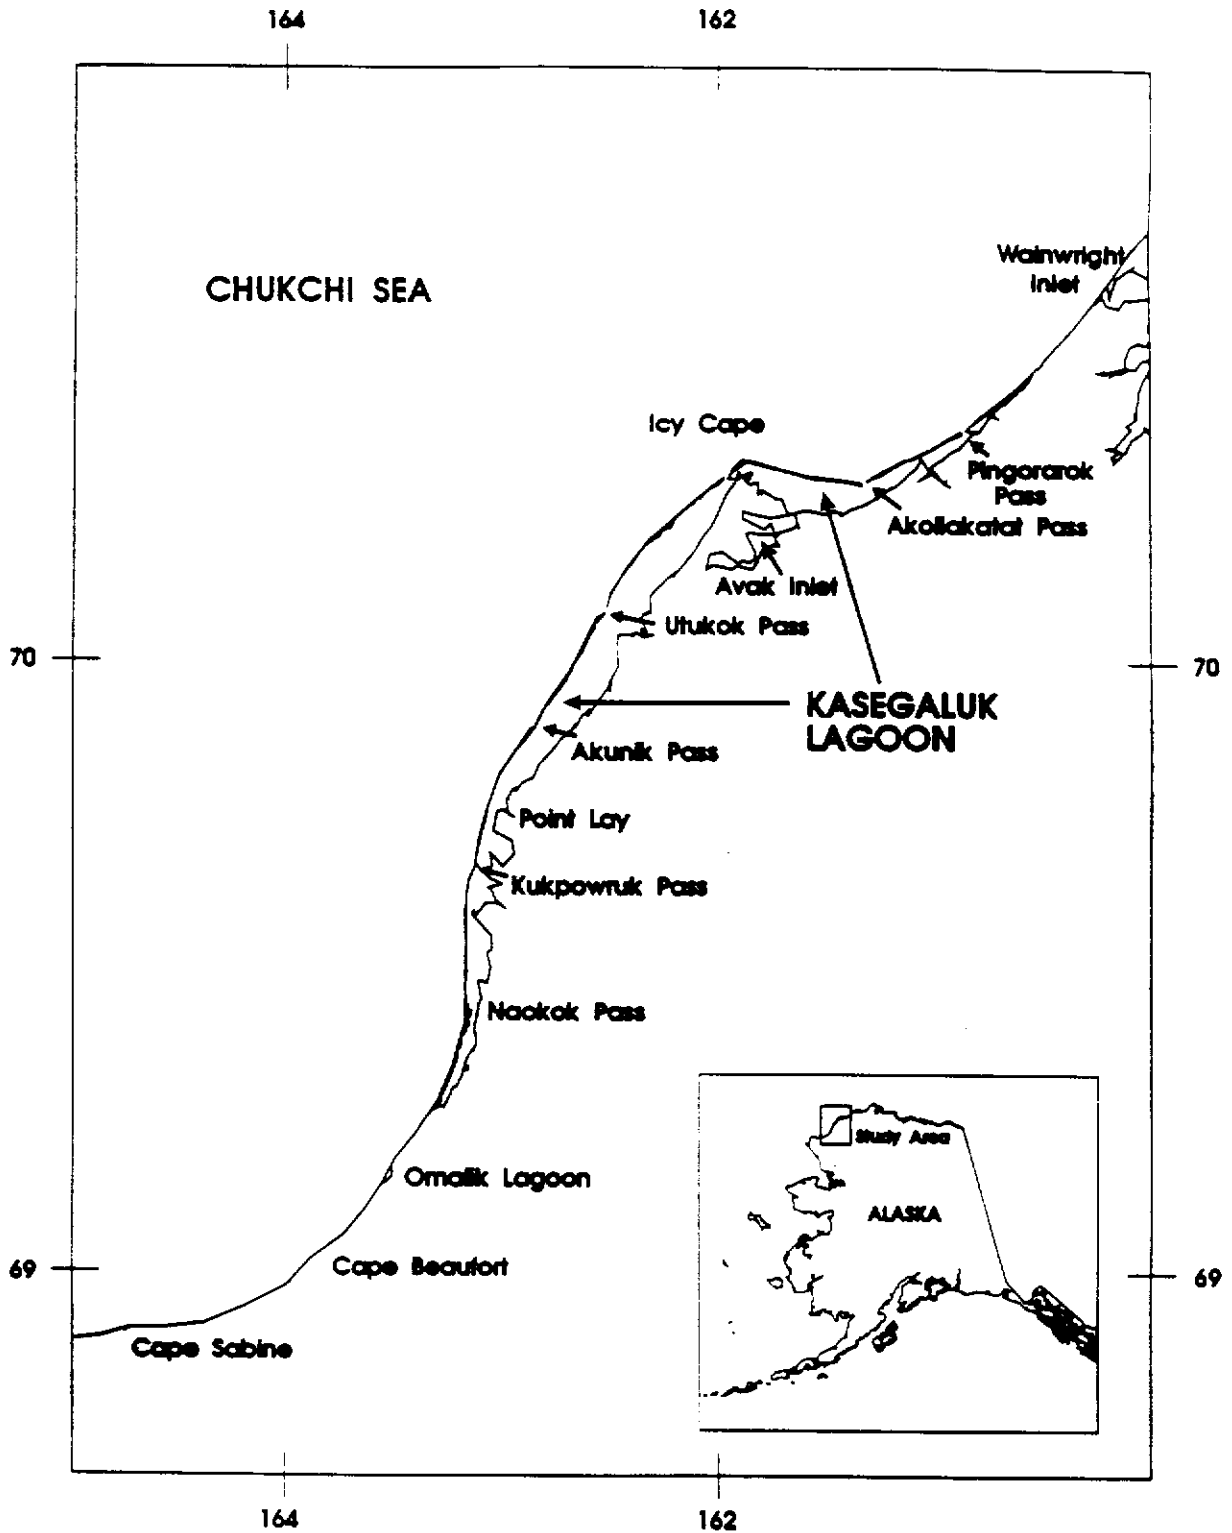 164
162
Wainwright
Inlet
CHUKCHI SEA
Icy Cape
Pingorarok
Pass
Akoliakatat Pass
Avak Inlet
Utukok Pass
70
70
KASEGALUK
LAGOON
Akunik Pass
Point Lay
Kukpowruk Pass
Naokok Pass
Study Area
Omalik Lagoon
ALASKA
69
Cape Beaufort
69
Cape Sabine
164
162